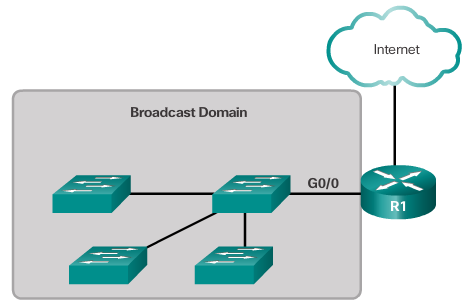 Internet
Broadcast Domain
G0/0
R1